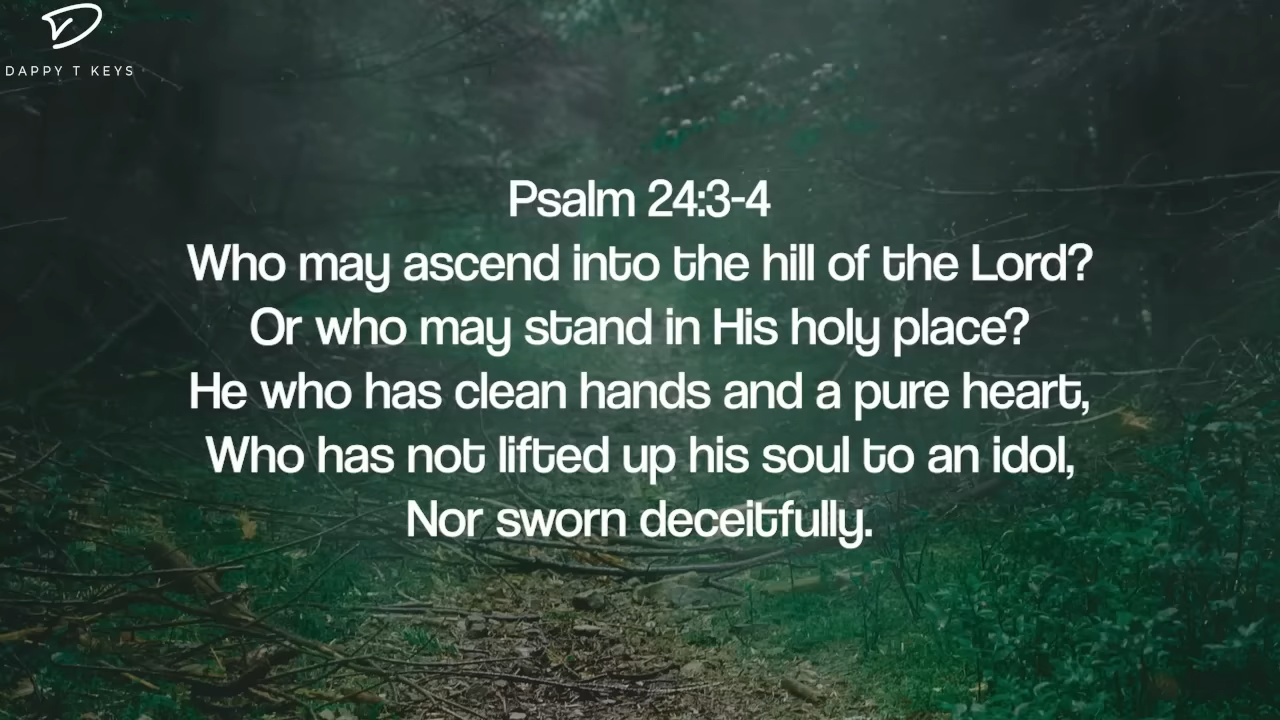 DAPPY T KEYS
Psalm 24:3-4
Who may ascend into the hill of the Lord?
Or who may stand in His holy place?
He who has clean hands and a pure heart,
Who has not lifted up his soul to an idol,
Nor sworn deceitfully.